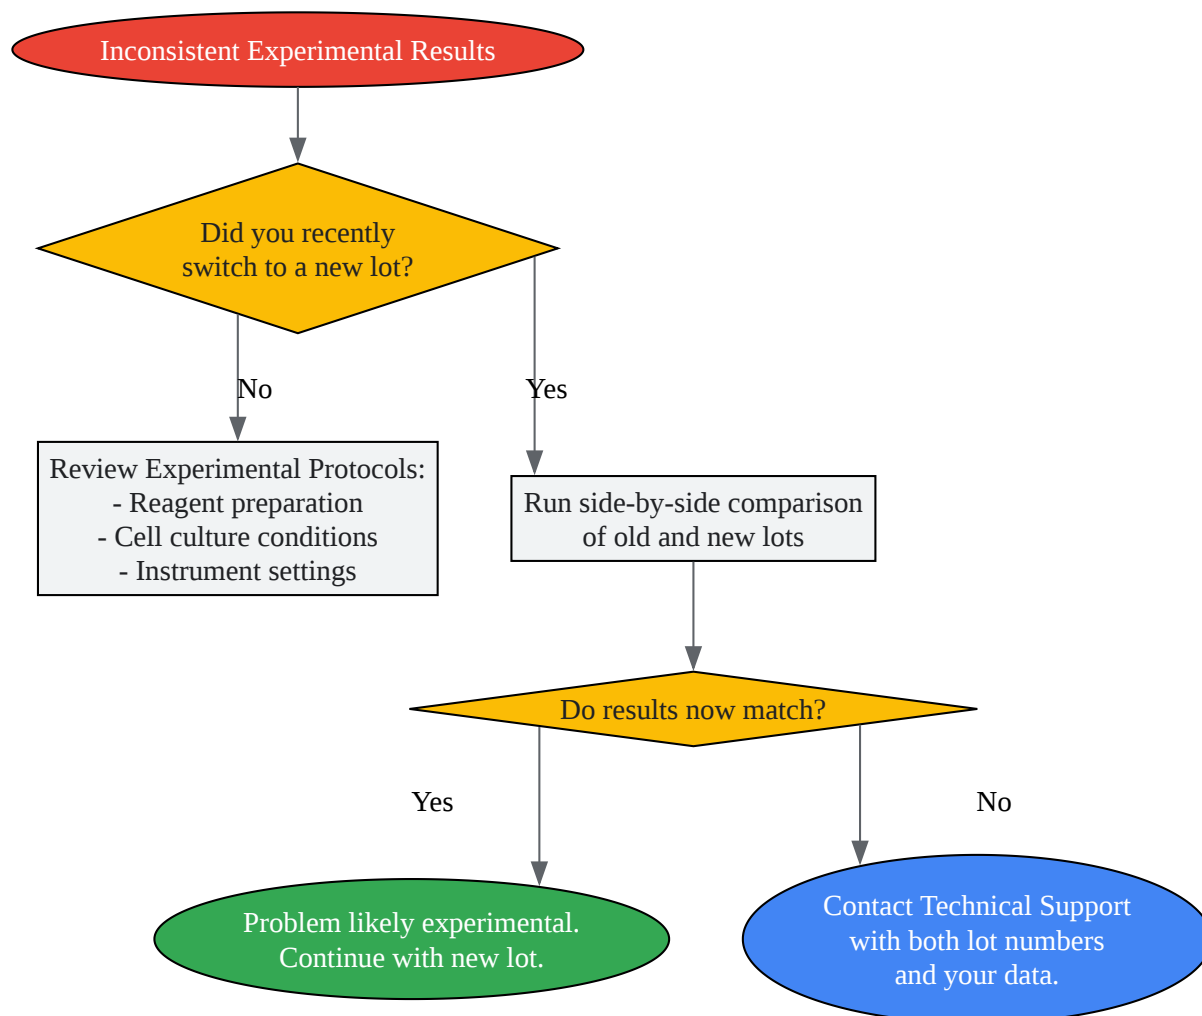 Inconsistent Experimental Results
Did you recently
switch to a new lot?
No
Yes
Review Experimental Protocols:
- Reagent preparation
- Cell culture conditions
- Instrument settings
Run side-by-side comparison
of old and new lots
Do results now match?
Yes
No
Problem likely experimental.
Continue with new lot.
Contact Technical Support
with both lot numbers
and your data.